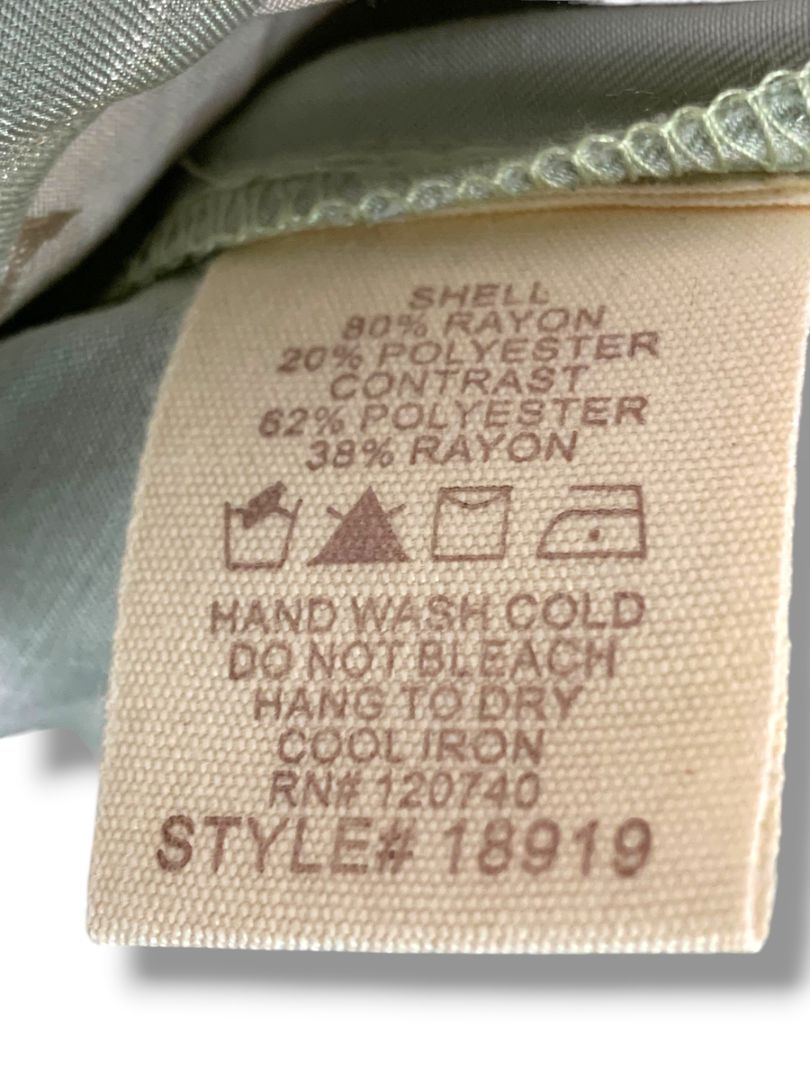 SHELL
80% RAYON
20% POLYESTER
CONTRAST
62% POLYESTER
38% RAYON
HAND WASH COLD
DO NOT BLEACH
HANG TO DRY
COOL IRON
RN# 120740
STYLE# 18919